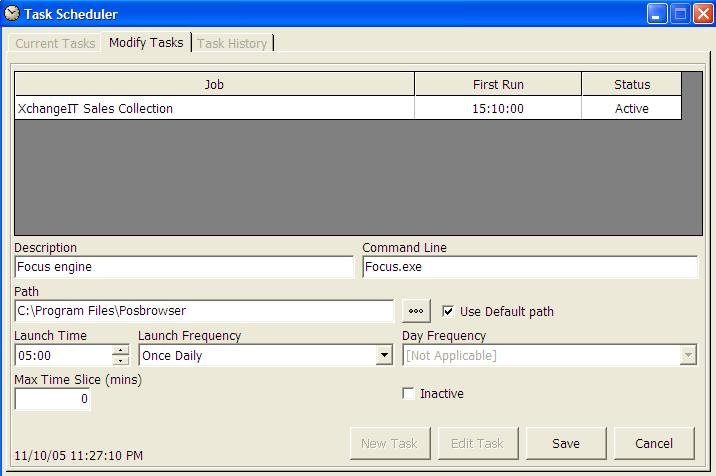 Task Scheduler
Current Tasks Modify Tasks Task History
Job First Run Status
XchangeIT Sales Collection 15:10:00 Active
Description Command Line
Focus engine Focus.exe
Path
C:\Program Files\Posbrowser Use Default path
Launch Time Launch Frequency Day Frequency
05:00 Once Daily [Not Applicable]
Max Time Slice (mins)
0 Inactive
New Task Edit Task Save Cancel
11/10/05 11:27:10 PM